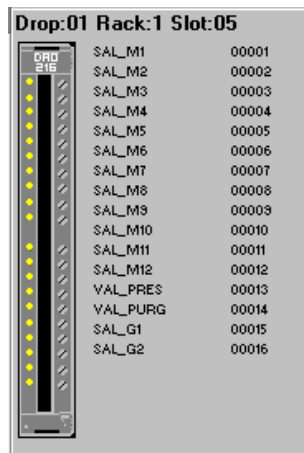 Drop:01 Rack:1 Slot:05
DAO
216
SAL_M1 00001
SAL_M2 00002
SAL_M3 00003
SAL_M4 00004
SAL_M5 00005
SAL_M6 00006
SAL_M7 00007
SAL_M8 00008
SAL_M9 00009
SAL_M10 00010
SAL_M11 00011
SAL_M12 00012
VAL_PRES 00013
VAL_PURG 00014
SAL_G1 00015
SAL_G2 00016